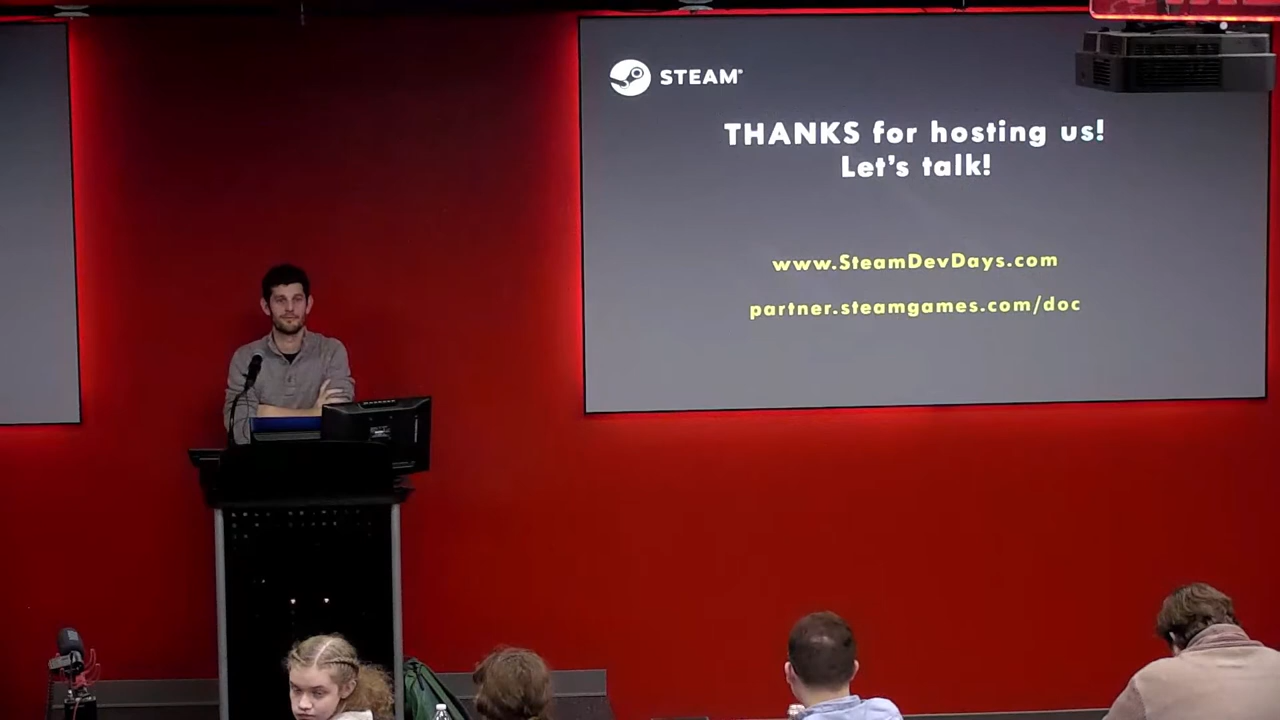 STEAM®
THANKS for hosting us!
Let's talk!
www.SteamDevDays.com
partner.steamgames.com/doc